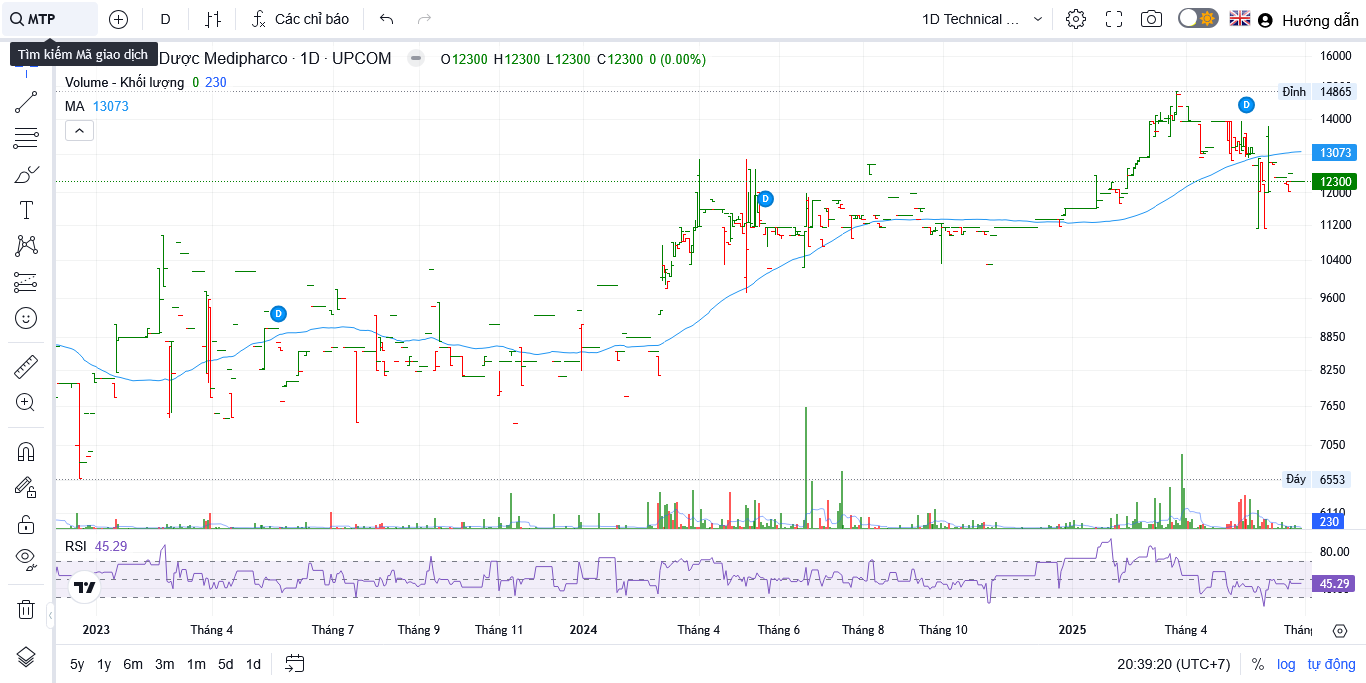 MTP
D
Các chỉ báo
1D Technical ...
Hướng dẫn
Tìm kiếm Mã giao dịch
Dược Medipharco · 1D · UPCOM
O12300 H12300 L12300 C12300 0 (0.00%)
Volume - Khối lượng 0 230
MA 13073
16000
Đỉnh 14865
14000
13073
12300
12000
11200
10400
9600
8850
8250
7650
7050
Đáy 6553
6110
230
D
D
D
RSI 45.29
80.00
45.29
2023
Tháng 4
Tháng 7
Tháng 9
Tháng 11
2024
Tháng 4
Tháng 6
Tháng 8
Tháng 10
2025
Tháng 4
5y 1y 6m 3m 1m 5d 1d
20:39:20 (UTC+7)
% log tự động